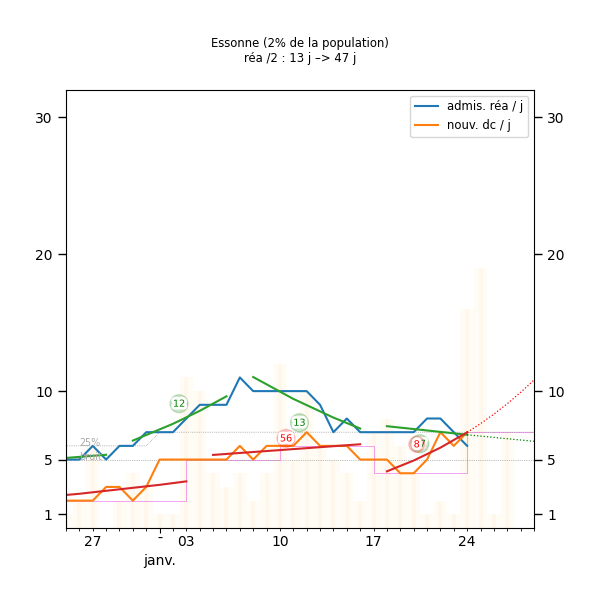 Essonne (2% de la population)
réa /2 : 13 j –> 47 j
admis. réa / j
nouv. dc / j
30 30
20 20
10 10
5 5
1 1
12
13
56
87
25%
27 - 03 10 17 24
janv.